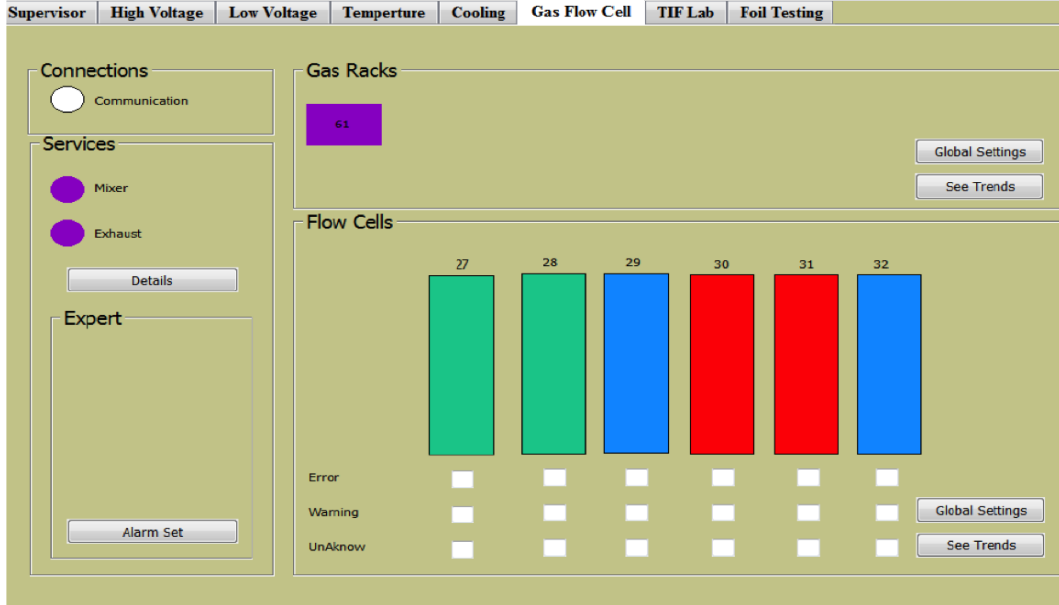 Supervisor High Voltage Low Voltage Temperture Cooling Gas Flow Cell TIF Lab Foil Testing
Connections
Communication
Services
Mixer
Exhaust
Details
Expert
Alarm Set
Gas Racks
61
Global Settings
See Trends
Flow Cells
27 28 29 30 31 32
Error
Warning
UnAknow
Global Settings
See Trends